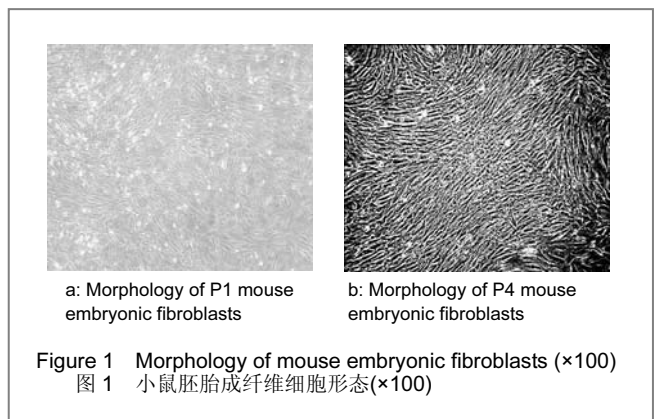 a: Morphology of P1 mouse
embryonic fibroblasts
b: Morphology of P4 mouse
embryonic fibroblasts
Figure 1 Morphology of mouse embryonic fibroblasts (×100)
图 1 小鼠胚胎成纤维细胞形态(×100)